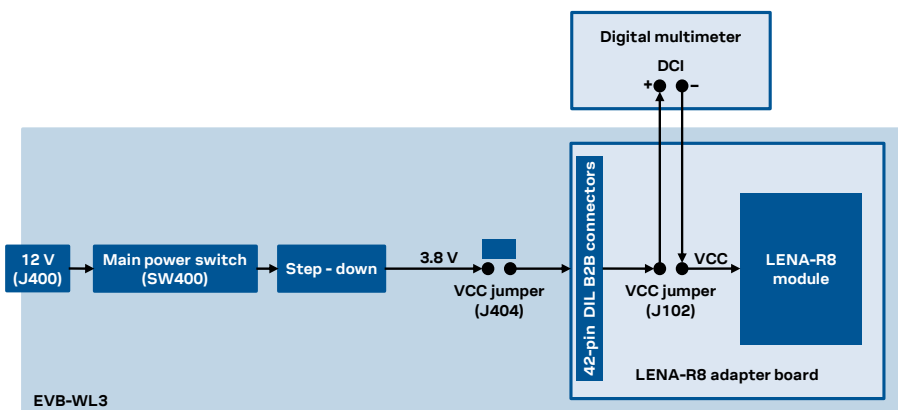 Digital multimeter
DCI
+ –
12 V
(J400)
Main power switch
(SW400)
Step - down
3.8 V
VCC jumper
(J404)
42-pin DIL B2B connectors
VCC jumper
(J102)
VCC
LENA-R8
module
LENA-R8 adapter board
EVB-WL3